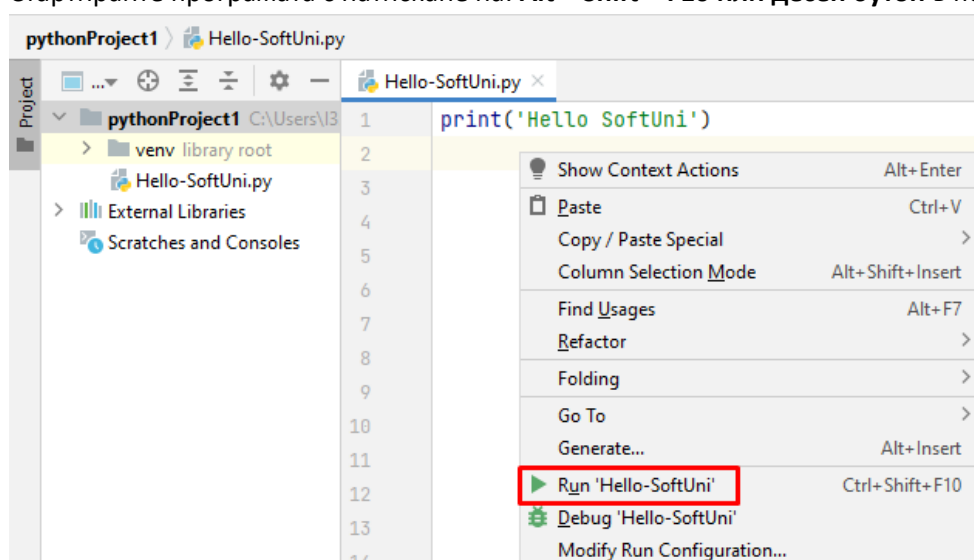 pythonProject1 Hello-SoftUni.py
Project
... Hello-SoftUni.py
pythonProject1 C:\Users\I3
venv library root
Hello-SoftUni.py
External Libraries
Scratches and Consoles
1 print('Hello SoftUni')
2
3
4
5
6
7
8
9
10
11
12
13
Show Context Actions Alt+Enter
Paste Ctrl+V
Copy / Paste Special
Column Selection Mode Alt+Shift+Insert
Find Usages Alt+F7
Refactor
Folding
Go To
Generate... Alt+Insert
Run 'Hello-SoftUni' Ctrl+Shift+F10
Debug 'Hello-SoftUni'
Modify Run Configuration...